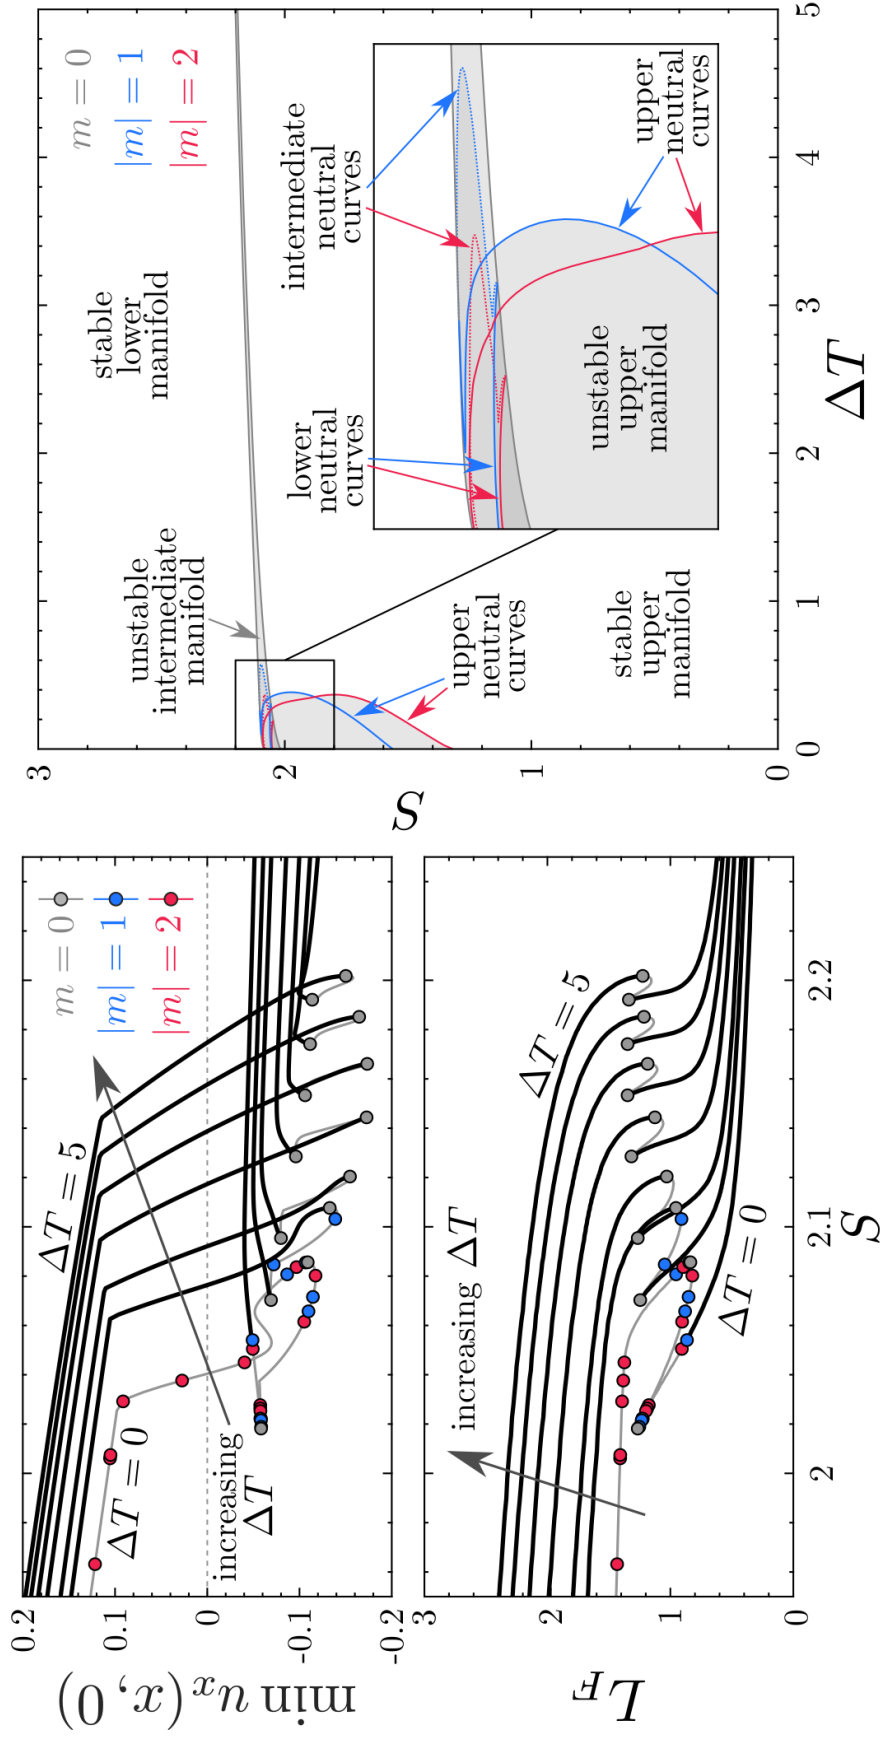 0.2
0.1
0
-0.1
-0.2
min u_x(x, 0)
ΔT = 5
ΔT = 0
increasing
ΔT
m = 0
|m| = 1
|m| = 2
3
2
1
0
L_F
increasing ΔT
ΔT = 5
ΔT = 0
2
2.1
2.2
S
3
2
1
0
S
0
1
2
3
4
5
ΔT
m = 0
|m| = 1
|m| = 2
unstable
intermediate
manifold
stable
lower
manifold
upper
neutral
curves
stable
upper
manifold
lower
neutral
curves
intermediate
neutral
curves
unstable
upper
manifold
upper
neutral
curves